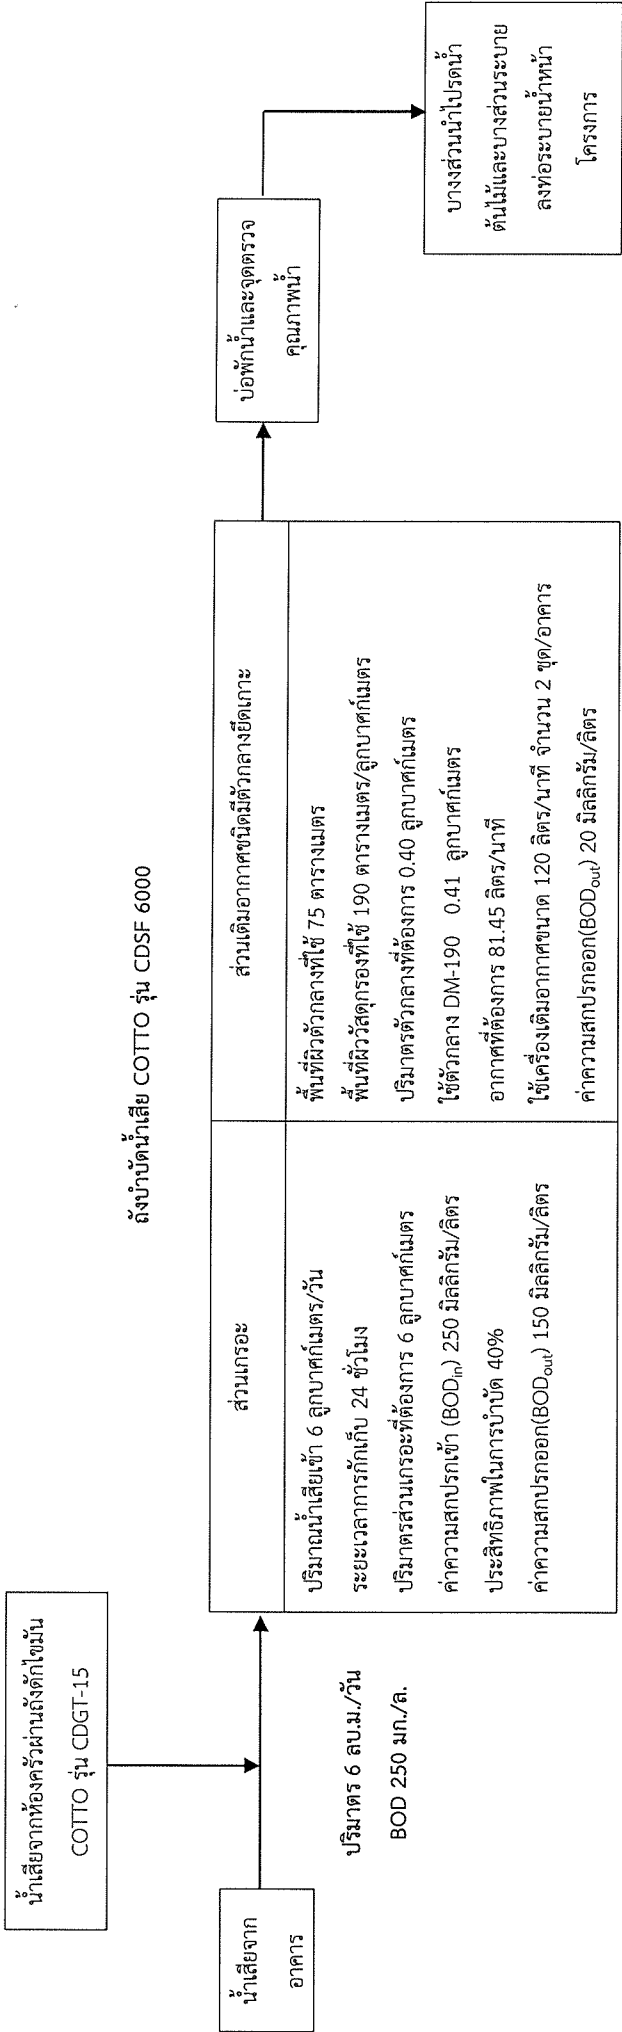 น้ำเสียจากห้องครัวผ่านถังดักไขมัน
COTTO รุ่น CDGT-15
น้ำเสียจาก
อาคาร
ปริมาตร 6 ลบ.ม./วัน
BOD 250 มก./ล.
ถังบำบัดน้ำเสีย COTTO รุ่น CDSF 6000
ส่วนเกรอะ
ปริมาณน้ำเสียเข้า 6 ลูกบาศก์เมตร/วัน
ระยะเวลาการกักเก็บ 24 ชั่วโมง
ปริมาตรส่วนเกรอะที่ต้องการ 6 ลูกบาศก์เมตร
ค่าความสกปรกเข้า (BODin) 250 มิลลิกรัม/ลิตร
ประสิทธิภาพในการบำบัด 40%
ค่าความสกปรกออก(BODout) 150 มิลลิกรัม/ลิตร
ส่วนเติมอากาศชนิดมีตัวกลางยึดเกาะ
พื้นที่ผิวตัวกลางที่ใช้ 75 ตารางเมตร
พื้นที่ผิววัสดุกรองที่ใช้ 190 ตารางเมตร/ลูกบาศก์เมตร
ปริมาตรตัวกลางที่ต้องการ 0.40 ลูกบาศก์เมตร
ใช้ตัวกลาง DM-190 0.41 ลูกบาศก์เมตร
อากาศที่ต้องการ 81.45 ลิตร/นาที
ใช้เครื่องเติมอากาศขนาด 120 ลิตร/นาที จำนวน 2 ชุด/อาคาร
ค่าความสกปรกออก(BODout) 20 มิลลิกรัม/ลิตร
บ่อพักน้ำและจุดตรวจ
คุณภาพน้ำ
บางงส่วนนำไปรดน้ำ
ต้นไม้และบางส่วนระบาย
ลงท่อระบายน้ำหน้า
โครงการ